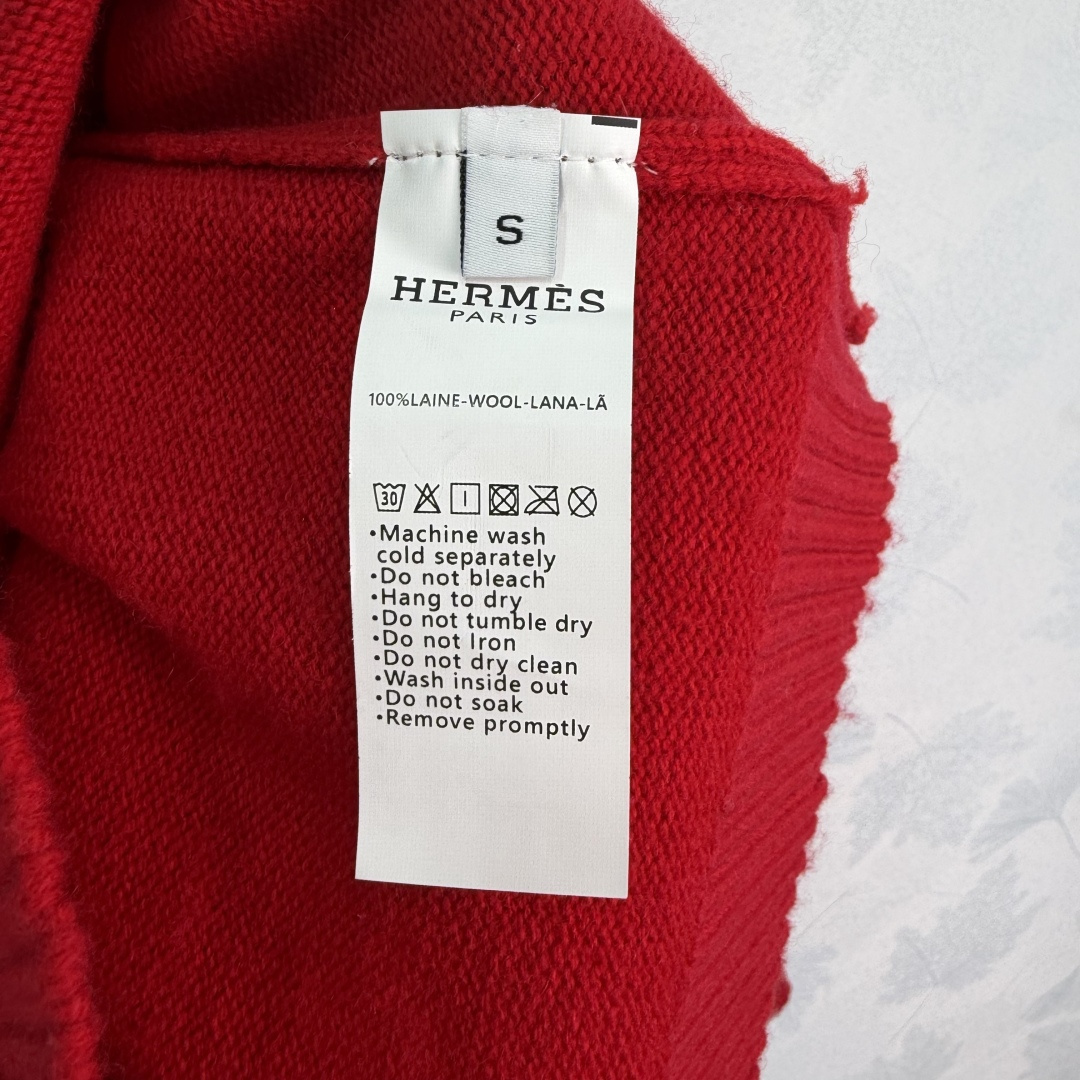 S
HERMÈS
PARIS
100%LAINE-WOOL-LANA-LÃ
30
•Machine wash
cold separately
•Do not bleach
•Hang to dry
•Do not tumble dry
•Do not Iron
•Do not dry clean
•Wash inside out
•Do not soak
•Remove promptly